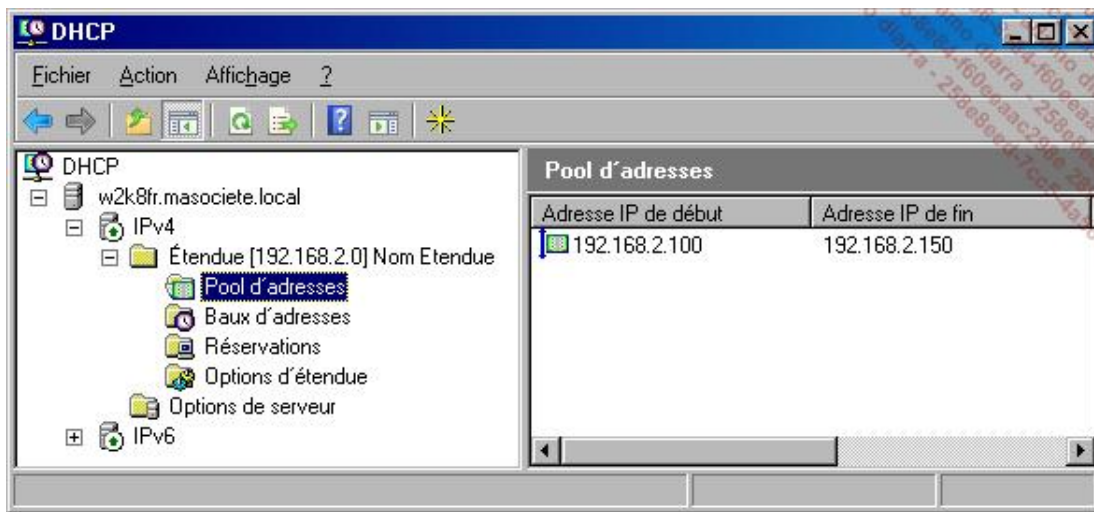 DHCP
Fichier Action Affichage ?
DHCP
w2k8fr.masociete.local
IPv4
Étendue [192.168.2.0] Nom Etendue
Pool d´adresses
Baux d´adresses
Réservations
Options d´étendue
Options de serveur
IPv6
Pool d´adresses
Adresse IP de début Adresse IP de fin
192.168.2.100 192.168.2.150